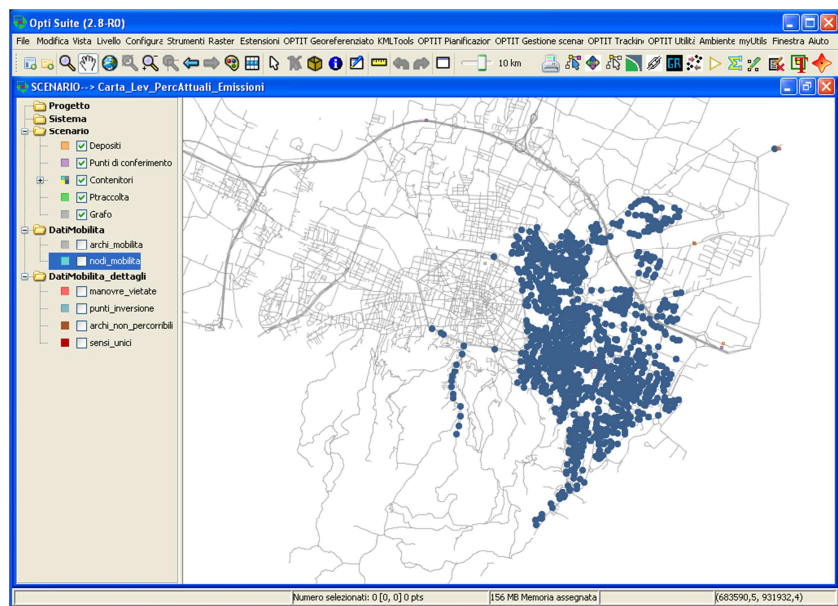 Opti Suite (2.8-R0)
File Modifica Vista Livello Configura Strumenti Raster Estensioni OPTIT Georeferenziato KMLTools OPTIT Pianificazior OPTIT Gestione scenar OPTIT Trackin OPTIT Utilità Ambiente myUtils Finestra Aiuto
10 km
GR
SCENARIO--> Carta_Lev_PercAttuali_Emissioni
Progetto
Sistema
Scenario
Depositi
Punti di conferimento
Contenitori
Ptraccolta
Grafo
DatiMobilita
archi_mobilita
nodi_mobilita
DatiMobilita_dettagli
manovre_vietate
punti_inversione
archi_non_percorribili
sensi_unici
Numero selezionati: 0 [0, 0] 0 pts
156 MB Memoria assegnata
(683590,5, 931932,4)